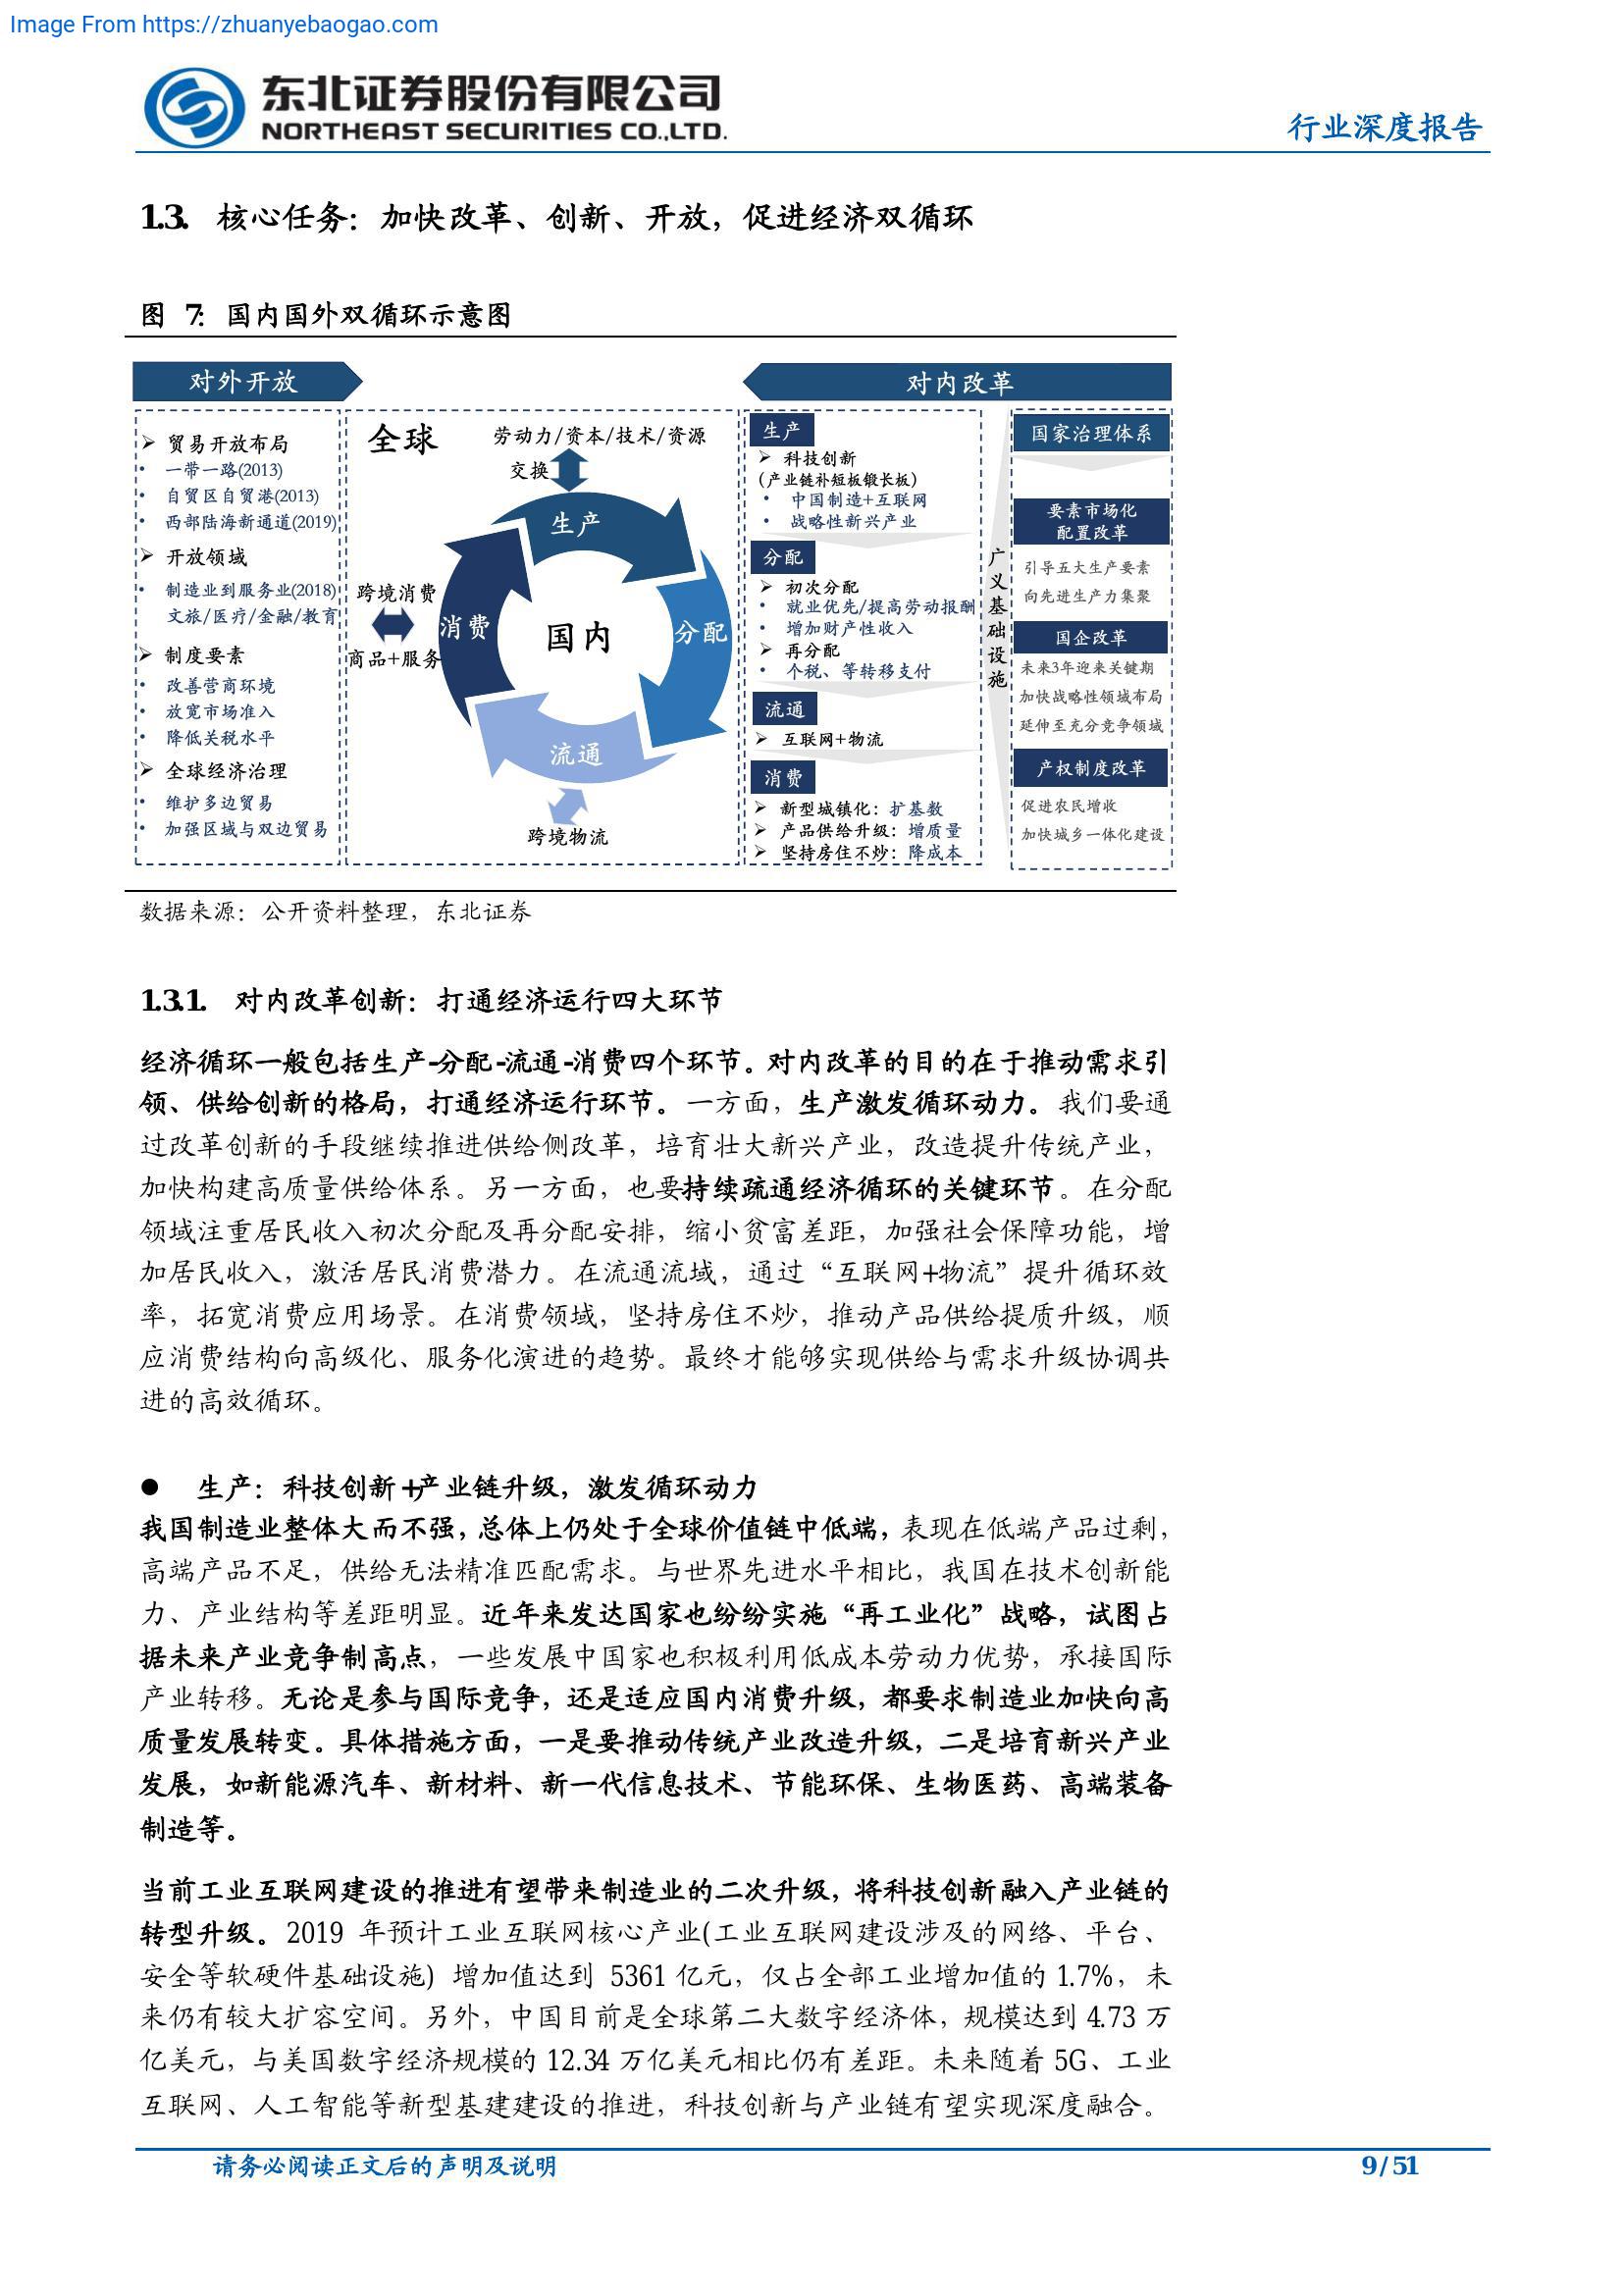 Image From https://zhuanyebaogao.com
东北证券股份有限公司
NORTHEAST SECURITIES CO.,LTD.
行业深度报告
1.3. 核心任务：加快改革、创新、开放，促进经济双循环
图 7: 国内国外双循环示意图
对外开放
贸易开放布局
• 一带一路(2013)
• 自贸区自贸港(2013)
• 西部陆海新通道(2019)
开放领域
• 制造业到服务业(2018)
文旅/医疗/金融/教育
制度要素
• 改善营商环境
• 放宽市场准入
• 降低关税水平
全球经济治理
• 维护多边贸易
• 加强区域与双边贸易
全球
劳动力/资本/技术/资源
交换
生产
跨境消费
商品+服务
消费
国内
分配
流通
跨境物流
对内改革
生产
科技创新
(产业链补短板锻长板)
• 中国制造+互联网
• 战略性新兴产业
分配
初次分配
• 就业优先/提高劳动报酬
• 增加财产性收入
再分配
• 个税、等转移支付
流通
互联网+物流
消费
新型城镇化：扩基数
产品供给升级：增质量
坚持房住不炒：降成本
广义基础设施
国家治理体系
要素市场化
配置改革
引导五大生产要素
向先进生产力集聚
国企改革
未来3年迎来关键期
加快战略性领域布局
延伸至充分竞争领域
产权制度改革
促进农民增收
加快城乡一体化建设
数据来源：公开资料整理，东北证券
1.3.1. 对内改革创新：打通经济运行四大环节
经济循环一般包括生产-分配-流通-消费四个环节。对内改革的目的在于推动需求引
领、供给创新的格局，打通经济运行环节。一方面，生产激发循环动力。我们要通
过改革创新的手段继续推进供给侧改革，培育壮大新兴产业，改造提升传统产业，
加快构建高质量供给体系。另一方面，也要持续疏通经济循环的关键环节。在分配
领域注重居民收入初次分配及再分配安排，缩小贫富差距，加强社会保障功能，增
加居民收入，激活居民消费潜力。在流通流域，通过“互联网+物流”提升循环效
率，拓宽消费应用场景。在消费领域，坚持房住不炒，推动产品供给提质升级，顺
应消费结构向高级化、服务化演进的趋势。最终才能够实现供给与需求升级协调共
进的高效循环。
● 生产：科技创新+产业链升级，激发循环动力
我国制造业整体大而不强，总体上仍处于全球价值链中低端，表现在低端产品过剩，
高端产品不足，供给无法精准匹配需求。与世界先进水平相比，我国在技术创新能
力、产业结构等差距明显。近年来发达国家也纷纷实施“再工业化”战略，试图占
据未来产业竞争制高点，一些发展中国家也积极利用低成本劳动力优势，承接国际
产业转移。无论是参与国际竞争，还是适应国内消费升级，都要求制造业加快向高
质量发展转变。具体措施方面，一是要推动传统产业改造升级，二是培育新兴产业
发展，如新能源汽车、新材料、新一代信息技术、节能环保、生物医药、高端装备
制造等。
当前工业互联网建设的推进有望带来制造业的二次升级，将科技创新融入产业链的
转型升级。2019 年预计工业互联网核心产业(工业互联网建设涉及的网络、平台、
安全等软硬件基础设施) 增加值达到 5361 亿元，仅占全部工业增加值的 1.7%，未
来仍有较大扩容空间。另外，中国目前是全球第二大数字经济体，规模达到 4.73 万
亿美元，与美国数字经济规模的 12.34 万亿美元相比仍有差距。未来随着 5G、工业
互联网、人工智能等新型基建建设的推进，科技创新与产业链有望实现深度融合。
请务必阅读正文后的声明及说明
9/51